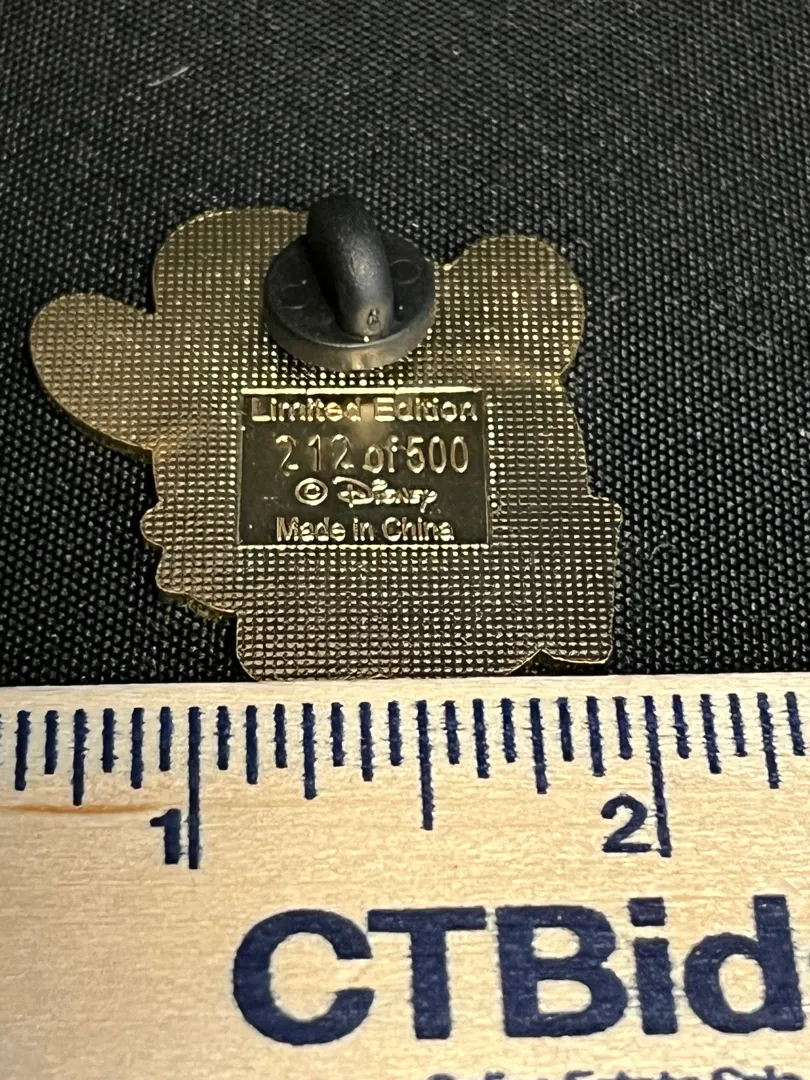 Limited Edition
212 of 500
© Disney
Made in China
1 2
CTBid